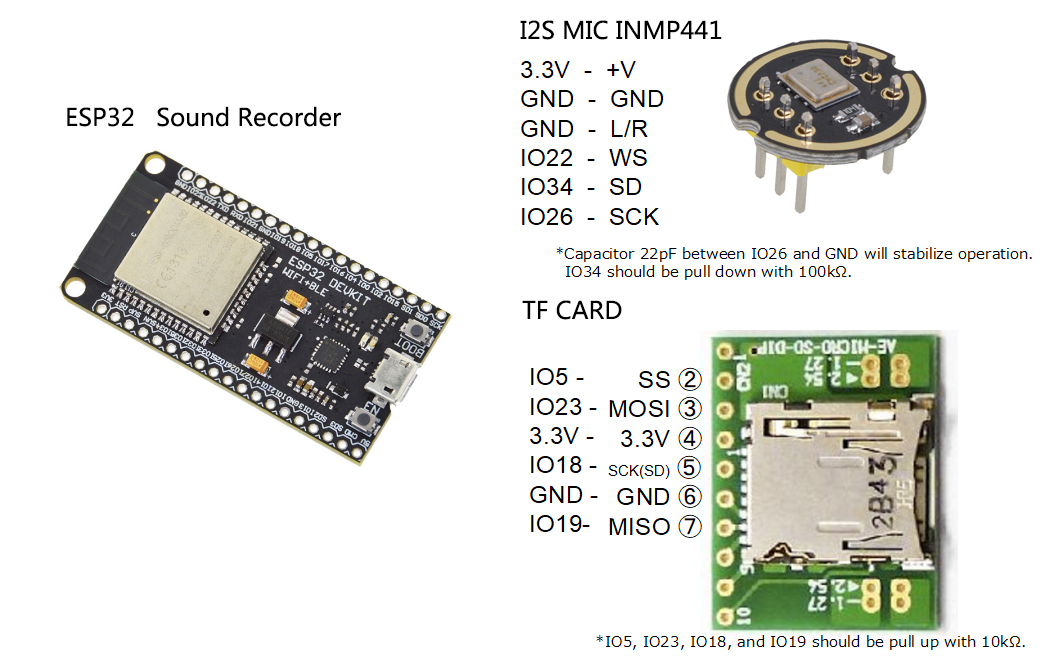 I2S MIC INMP441
3.3V - +V
GND - GND
GND - L/R
IO22 - WS
IO34 - SD
IO26 - SCK
*Capacitor 22pF between IO26 and GND will stabilize operation.
IO34 should be pull down with 100kΩ.
ESP32 Sound Recorder
ESP32 DEVKIT
WIFI+BLE
BOOT
EN
TF CARD
IO5 - SS ②
IO23 - MOSI ③
3.3V - 3.3V ④
IO18 - SCK(SD) ⑤
GND - GND ⑥
IO19- MISO ⑦
AE-MICRO-SD-DIP
CN2
CN1
2B43
10
*IO5, IO23, IO18, and IO19 should be pull up with 10kΩ.